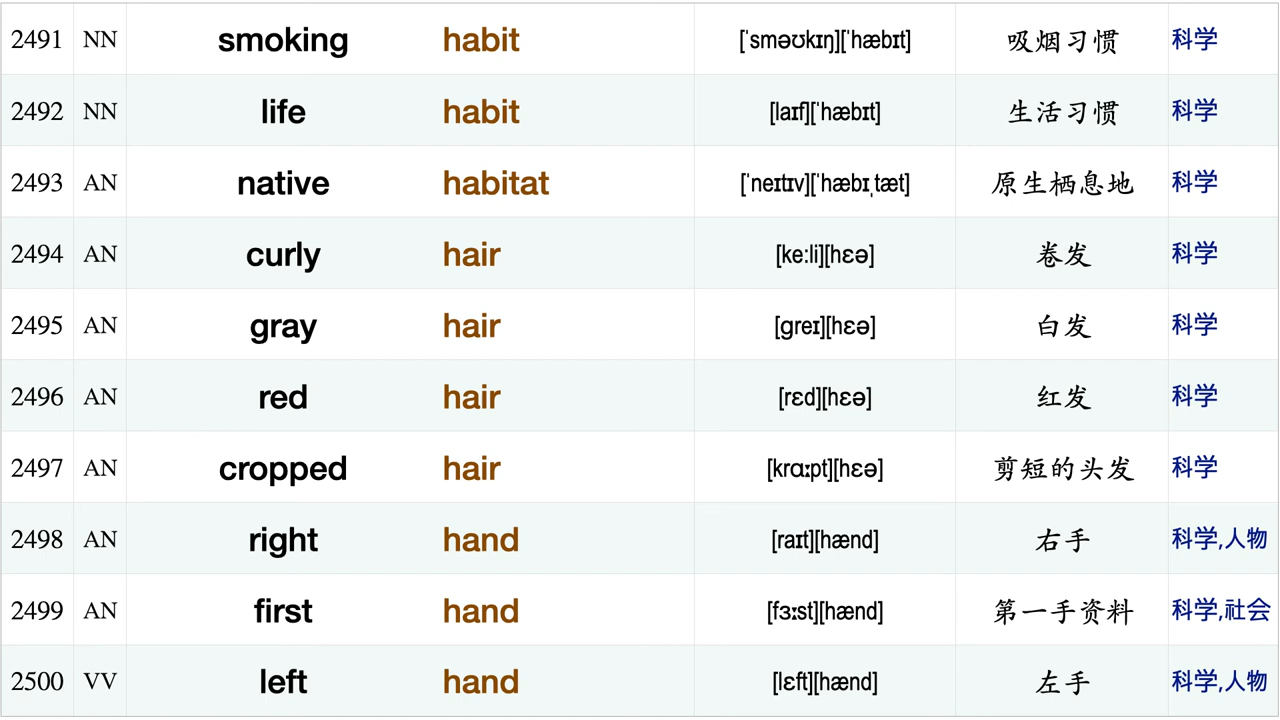 2491 NN smoking habit [ˈsməʊkɪŋ][ˈhæbɪt] 吸烟习惯 科学
2492 NN life habit [laɪf][ˈhæbɪt] 生活习惯 科学
2493 AN native habitat [ˈneɪtɪv][ˈhæbɪˌtæt] 原生栖息地 科学
2494 AN curly hair [ke:li][hɛə] 卷发 科学
2495 AN gray hair [greɪ][hɛə] 白发 科学
2496 AN red hair [rɛd][hɛə] 红发 科学
2497 AN cropped hair [krɑːpt][hɛə] 剪短的头发 科学
2498 AN right hand [raɪt][hænd] 右手 科学,人物
2499 AN first hand [fɜːst][hænd] 第一手资料 科学,社会
2500 VV left hand [lɛft][hænd] 左手 科学,人物